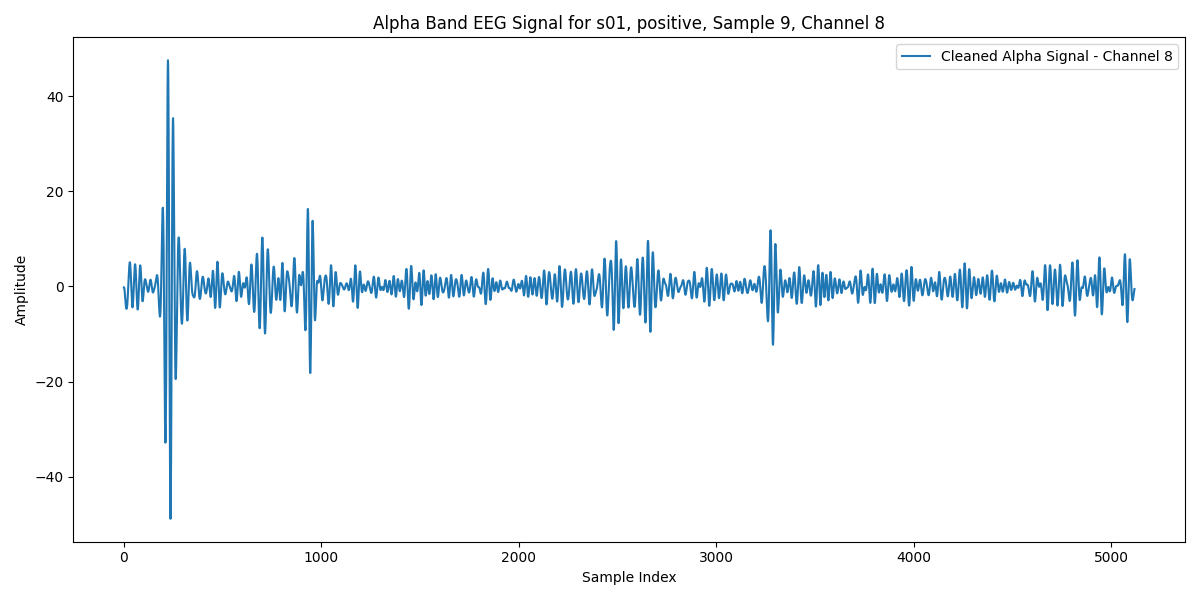 Alpha Band EEG Signal for s01, positive, Sample 9, Channel 8
Cleaned Alpha Signal - Channel 8
Amplitude
40
20
0
−20
−40
0
1000
2000
3000
4000
5000
Sample Index